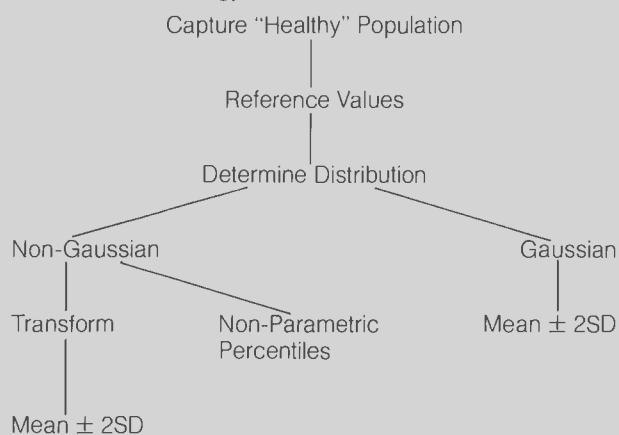 Capture “Healthy” Population
Reference Values
Determine Distribution
Non-Gaussian
Gaussian
Transform
Non-Parametric
Percentiles
Mean ± 2SD
Mean ± 2SD